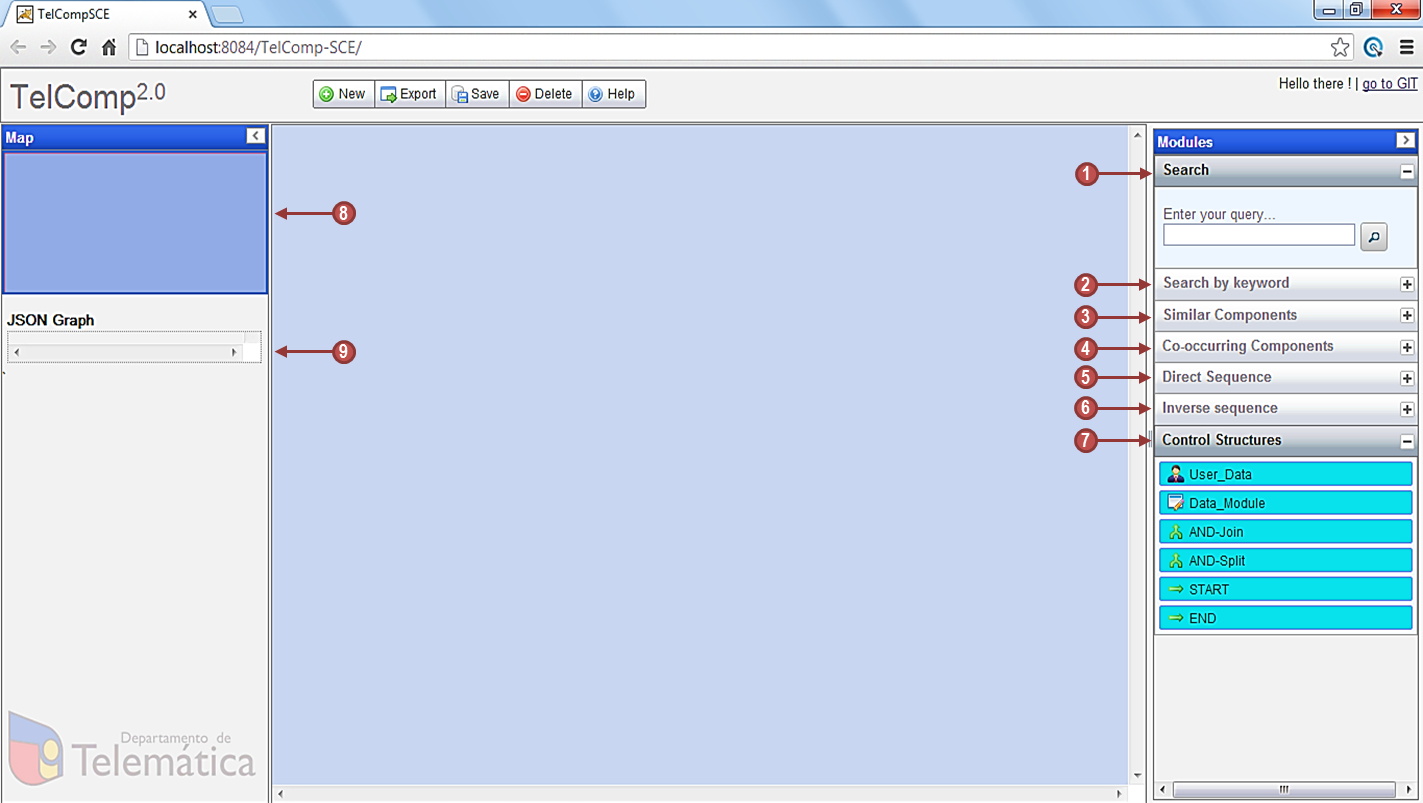 TelCompSCE
localhost:8084/TelComp-SCE/
TelComp2.0
New Export Save Delete Help
Hello there ! | go to GIT
Map
Modules
1 Search
Enter your query...
8
2 Search by keyword
3 Similar Components
JSON Graph
9
4 Co-occurring Components
5 Direct Sequence
6 Inverse sequence
7 Control Structures
User_Data
Data_Module
AND-Join
AND-Split
START
END
Departamento de
Telemática